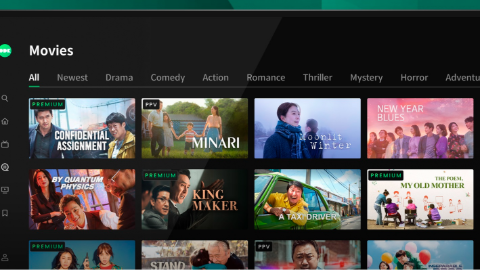 Movies
All Newest Drama Comedy Action Romance Thriller Mystery Horror Adventu
PREMIUM
CONFIDENTIAL
ASSIGNMENT
PPV
MINARI
Moonlit
Winter
NEW YEAR
BLUES
BY QUANTUM
PHYSICS
PREMIUM
KING
MAKER
A TAXI DRIVER
PREMIUM
THE POEM,
MY OLD MOTHER
PREMIUM
STAND
PPV